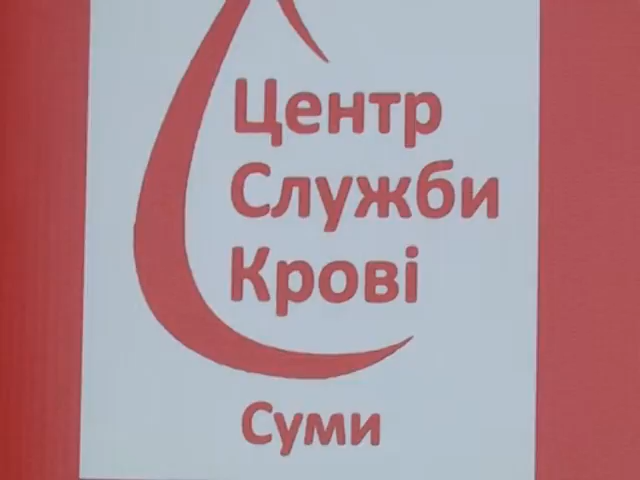 Центр
Служби
Крові
Суми